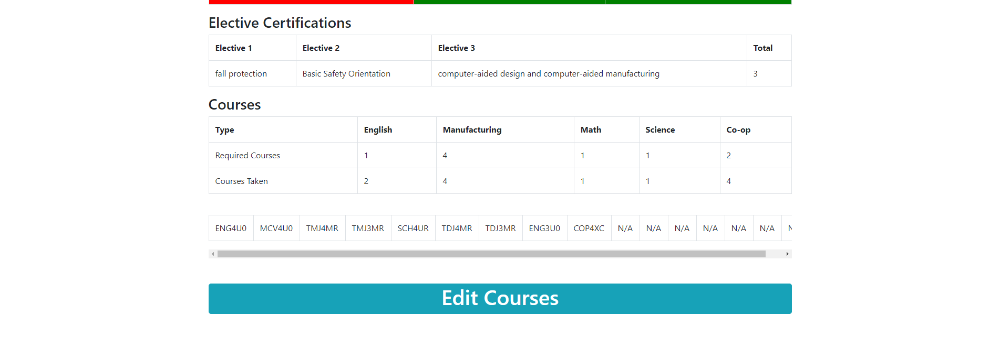 Elective Certifications
Elective 1 Elective 2 Elective 3 Total
fall protection Basic Safety Orientation computer-aided design and computer-aided manufacturing 3
Courses
Type English Manufacturing Math Science Co-op
Required Courses 1 4 1 1 2
Courses Taken 2 4 1 1 4
ENG4U0 MCV4U0 TMJ4MR TMJ3MR SCH4UR TDJ4MR TDJ3MR ENG3U0 COP4XC N/A N/A N/A N/A N/A N/A
Edit Courses